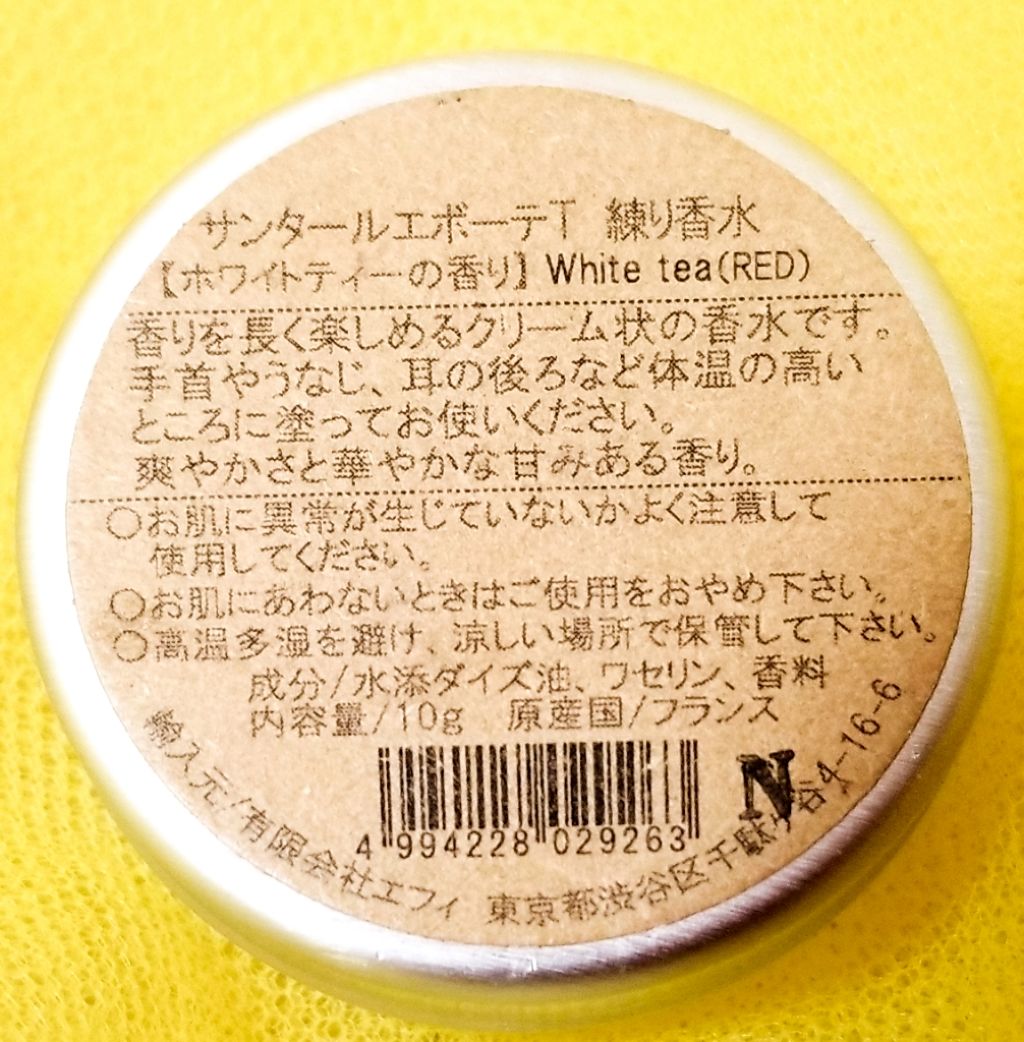 サンタールエボーテT 練り香水
【ホワイトティーの香り】 White tea(RED)
香りを長く楽しめるクリーム状の香水です。
手首やうなじ、耳の後ろなど体温の高い
ところに塗ってお使いください。
爽やかさと華やかな甘みある香り。
○お肌に異常が生じていないかよく注意して
使用してください。
○お肌にあわないときはご使用をおやめ下さい。
○高温多湿を避け、涼しい場所で保管して下さい。
成分/水添ダイズ油、ワセリン、香料
内容量/10g 原産国/フランス
N
4 994228 029263
輸入元/有限会社エフィ 東京都渋谷区千駄ヶ谷4-16-6